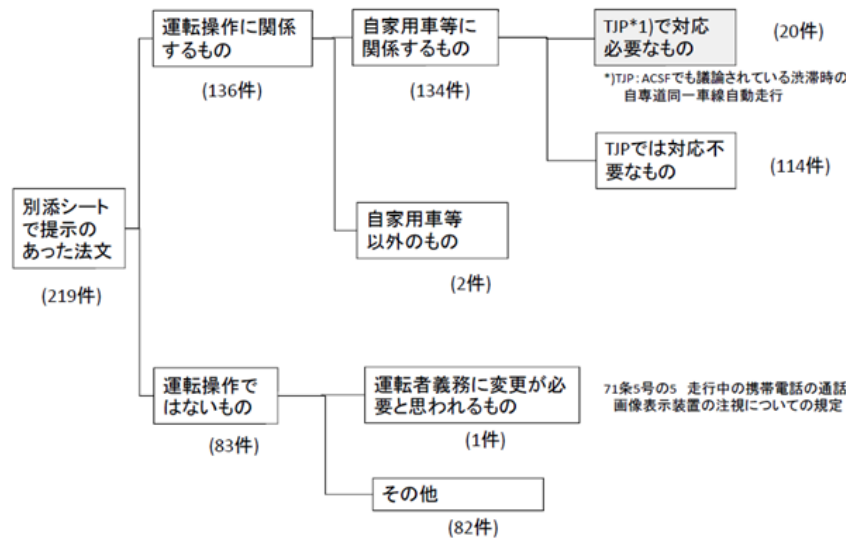 運転操作に関係
するもの
(136件)
自家用車等に
関係するもの
(134件)
TJP*1)で対応
必要なもの
(20件)
*)TJP：ACSFでも議論されている渋滞時の
自専道同一車線自動走行
TJPでは対応不
要なもの
(114件)
別添シート
で提示の
あった法文
(219件)
自家用車等
以外のもの
(2件)
運転操作で
はないもの
(83件)
運転者義務に変更が必
要と思われるもの
(1件)
71条5号の5　走行中の携帯電話の通話
画像表示装置の注視についての規定
その他
(82件)